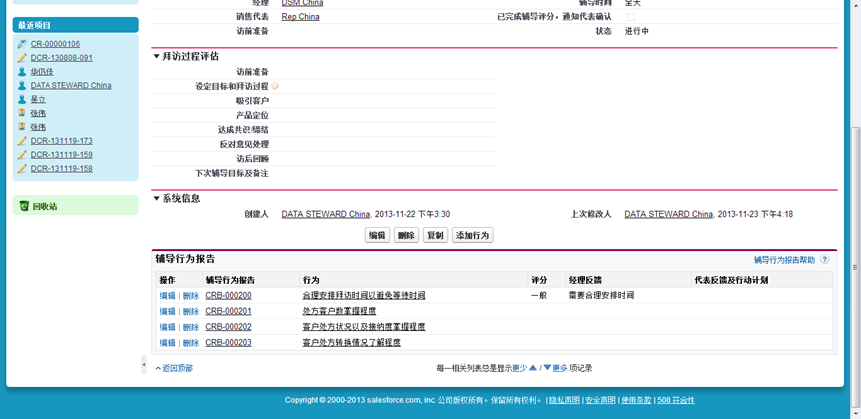 经理 DSM China 辅导时间 全天
销售代表 Rep China 已完成辅导评分，通知代表确认
访前准备 状态 进行中
最近项目
CR-00000106
DCR-130808-091
华仍佳
DATA STEWARD China
吴立
张伟
张伟
DCR-131119-173
DCR-131119-159
DCR-131119-158
回收站
拜访过程评估
访前准备
设定目标和拜访过程
吸引客户
产品定位
达成共识/缔结
反对意见处理
访后回顾
下次辅导目标及备注
系统信息
创建人 DATA STEWARD China, 2013-11-22 下午3:30 上次修改人 DATA STEWARD China, 2013-11-23 下午4:18
编辑 删除 复制 添加行为
辅导行为报告 辅导行为报告帮助 ?
操作 辅导行为报告 行为 评分 经理反馈 代表反馈及行动计划
编辑 | 删除 CRB-000200 合理安排拜访时间以避免等待时间 一般 需要合理安排时间
编辑 | 删除 CRB-000201 处方客户数掌握程度
编辑 | 删除 CRB-000202 客户处方状况以及接纳度掌握程度
编辑 | 删除 CRB-000203 客户处方转换情况了解程度
返回顶部 每一相关列表总是显示更少 / 更多 项记录
Copyright © 2000-2013 salesforce.com, inc. 公司版权所有。保留所有权利。 | 隐私声明 | 安全声明 | 使用条款 | 508 符合性